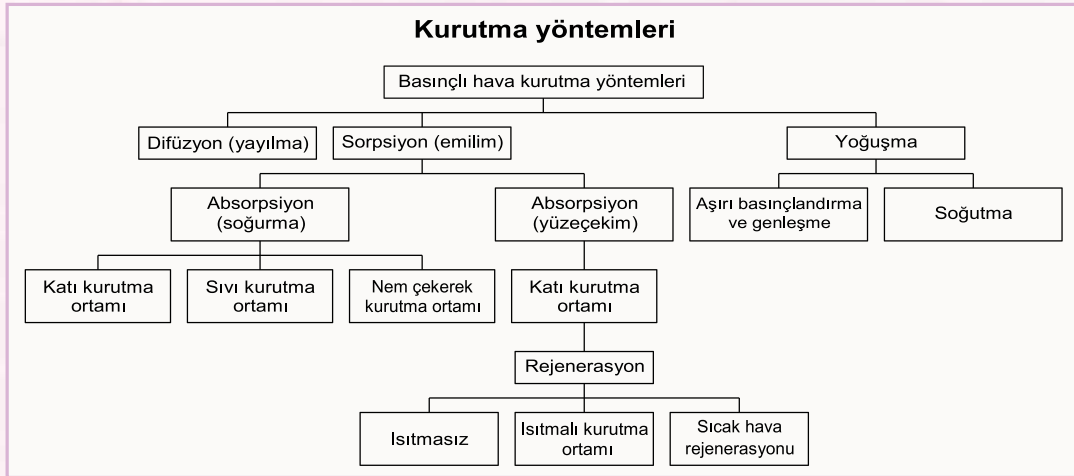 Kurutma yöntemleri
Basınçlı hava kurutma yöntemleri
Difüzyon (yayılma)
Sorpsiyon (emilim)
Yoğuşma
Absorpsiyon
(soğurma)
Absorpsiyon
(yüzeçekim)
Aşırı basınçlandırma
ve genleşme
Soğutma
Katı kurutma
ortamı
Sıvı kurutma
ortamı
Nem çekerek
kurutma ortamı
Katı kurutma
ortamı
Rejenerasyon
Isıtmasız
Isıtmalı kurutma
ortamı
Sıcak hava
rejenerasyonu